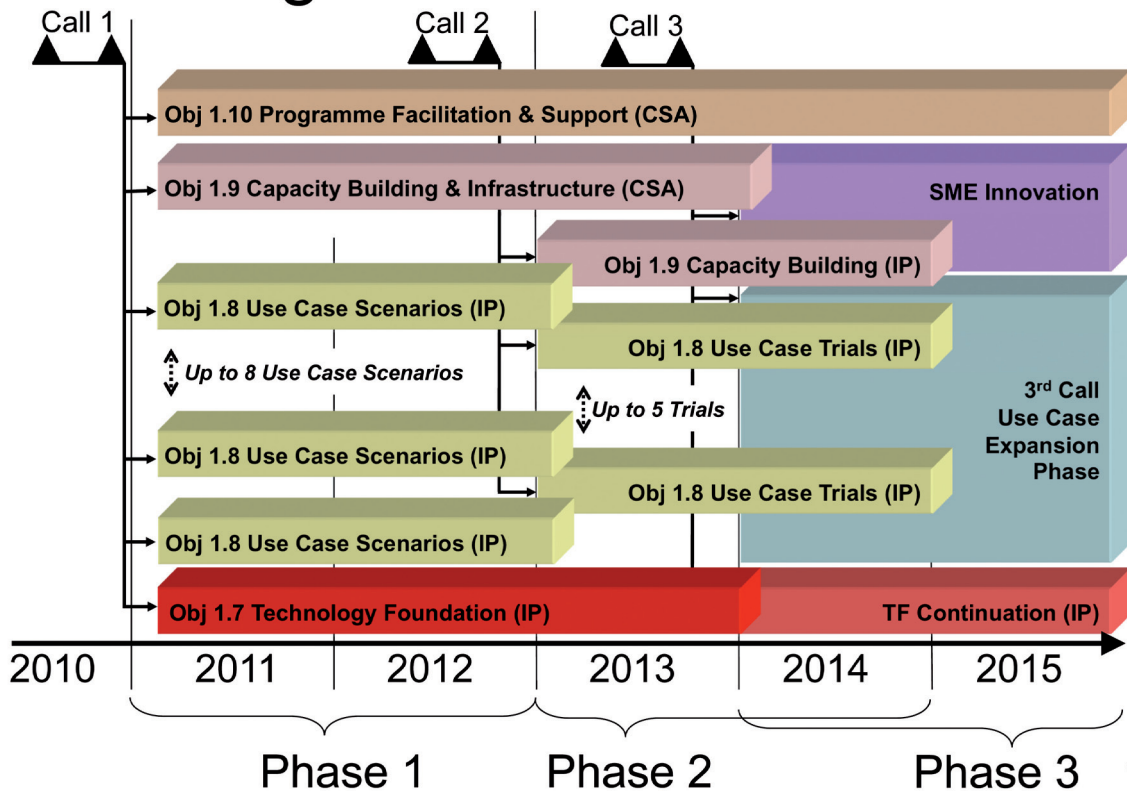 Call 1
Call 2
Call 3
Obj 1.10 Programme Facilitation & Support (CSA)
Obj 1.9 Capacity Building & Infrastructure (CSA)
SME Innovation
Obj 1.9 Capacity Building (IP)
Obj 1.8 Use Case Scenarios (IP)
Obj 1.8 Use Case Trials (IP)
Up to 8 Use Case Scenarios
Up to 5 Trials
3rd Call
Use Case
Expansion
Phase
Obj 1.8 Use Case Scenarios (IP)
Obj 1.8 Use Case Trials (IP)
Obj 1.8 Use Case Scenarios (IP)
Obj 1.7 Technology Foundation (IP)
TF Continuation (IP)
2010
2011
2012
2013
2014
2015
Phase 1
Phase 2
Phase 3